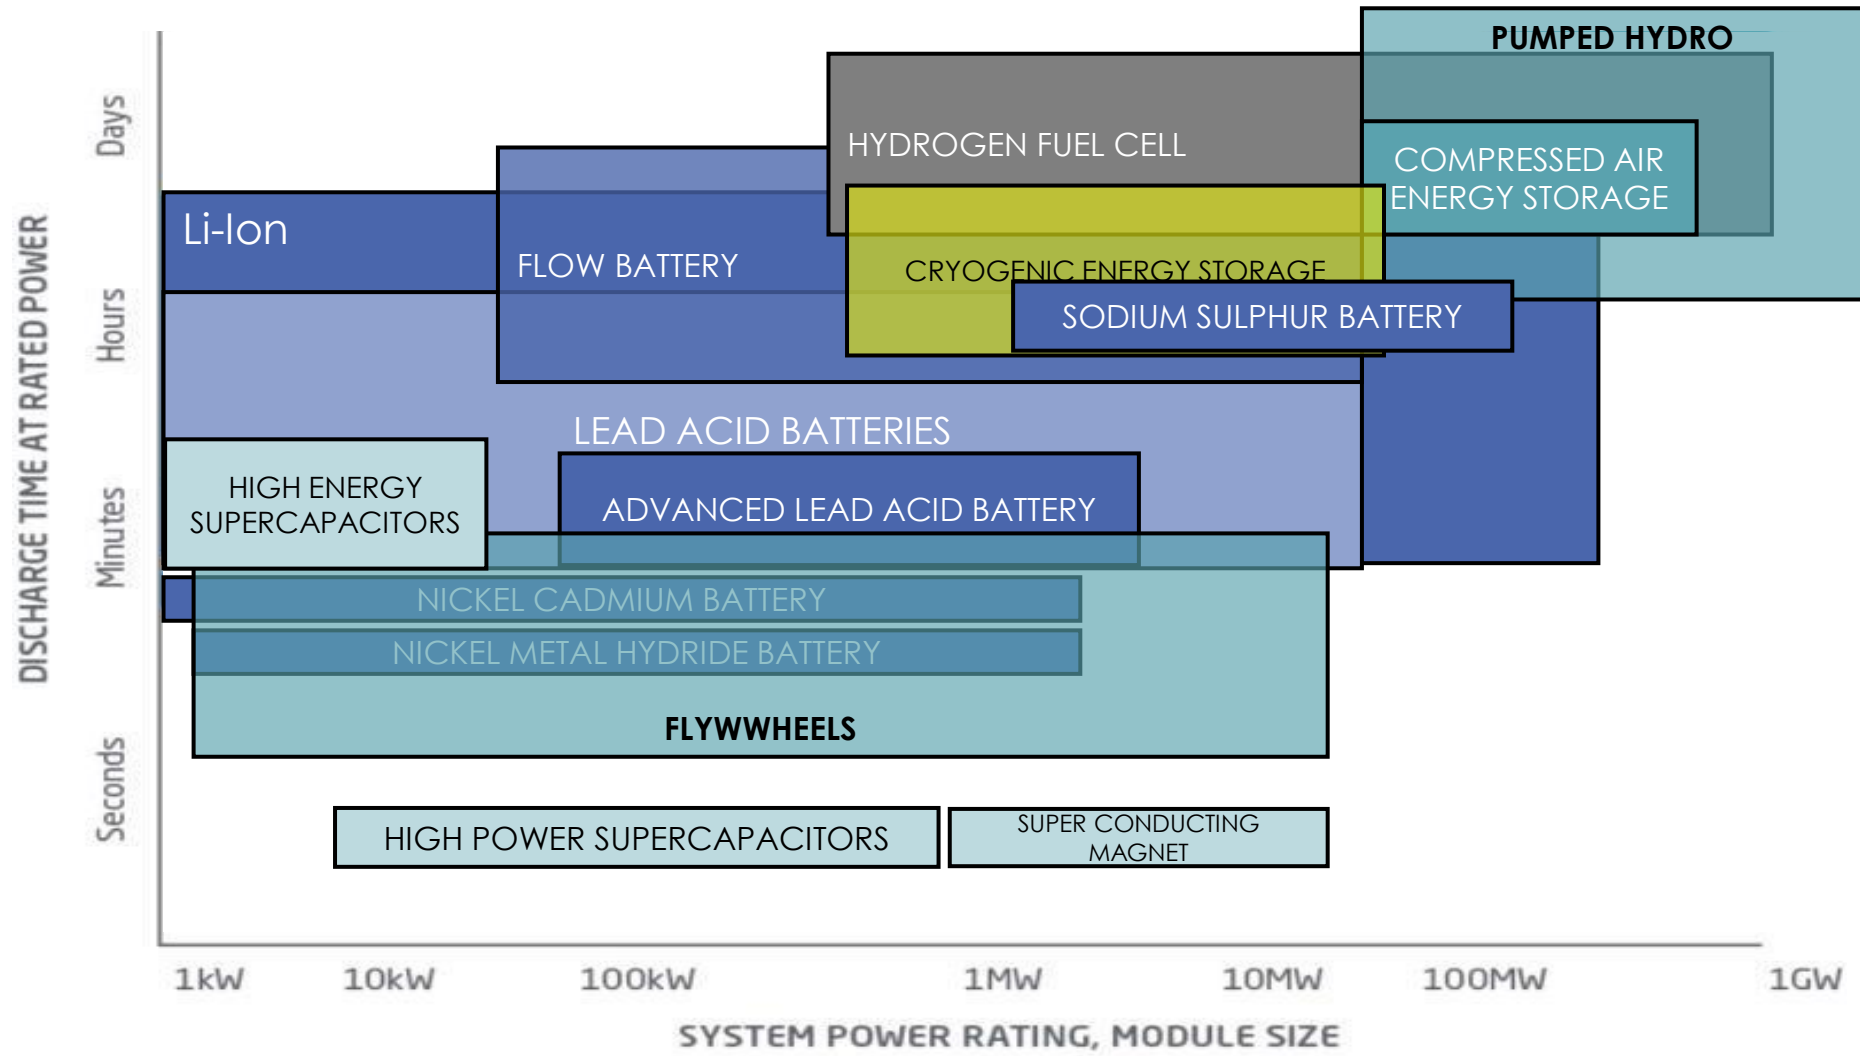 PUMPED HYDRO
HYDROGEN FUEL CELL
COMPRESSED AIR
ENERGY STORAGE
Li-Ion
FLOW BATTERY
CRYOGENIC ENERGY STORAGE
SODIUM SULPHUR BATTERY
LEAD ACID BATTERIES
HIGH ENERGY
SUPERCAPACITORS
ADVANCED LEAD ACID BATTERY
NICKEL CADMIUM BATTERY
NICKEL METAL HYDRIDE BATTERY
FLYWWHEELS
HIGH POWER SUPERCAPACITORS
SUPER CONDUCTING
MAGNET
DISCHARGE TIME AT RATED POWER
Days
Hours
Minutes
Seconds
1kW 10kW 100kW 1MW 10MW 100MW 1GW
SYSTEM POWER RATING, MODULE SIZE